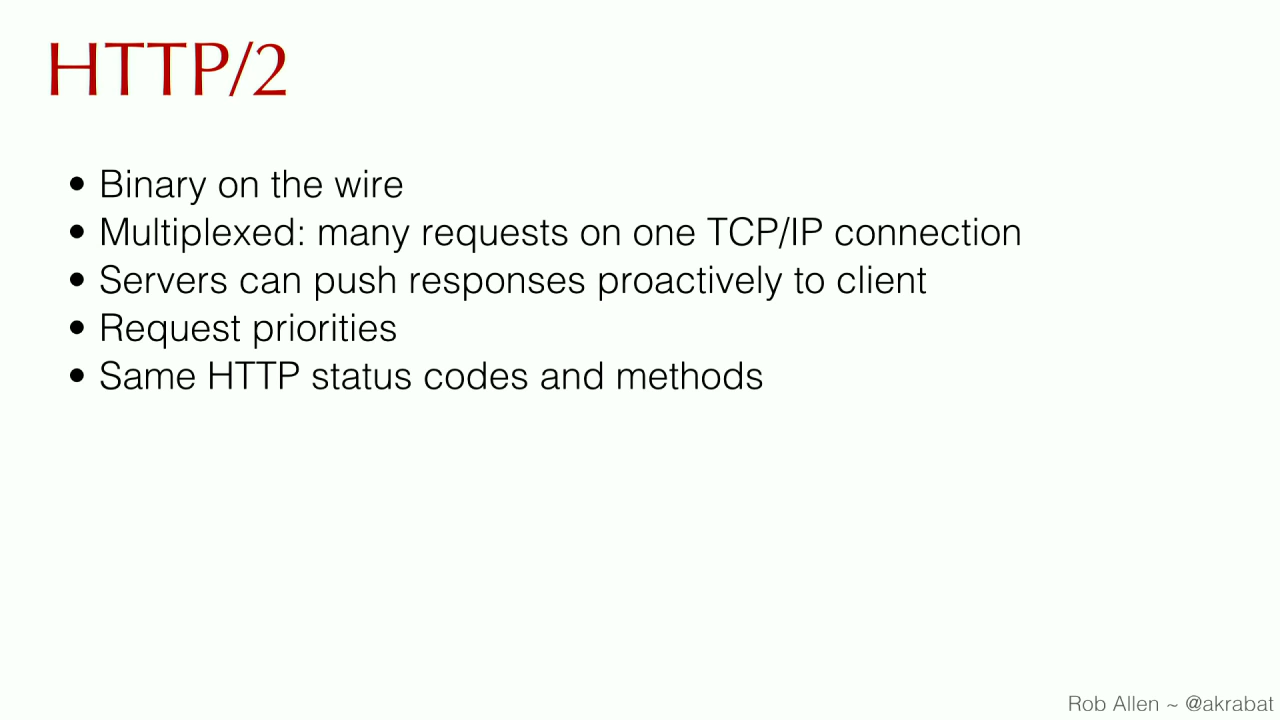 HTTP/2
• Binary on the wire
• Multiplexed: many requests on one TCP/IP connection
• Servers can push responses proactively to client
• Request priorities
• Same HTTP status codes and methods
Rob Allen ~ @akrabat